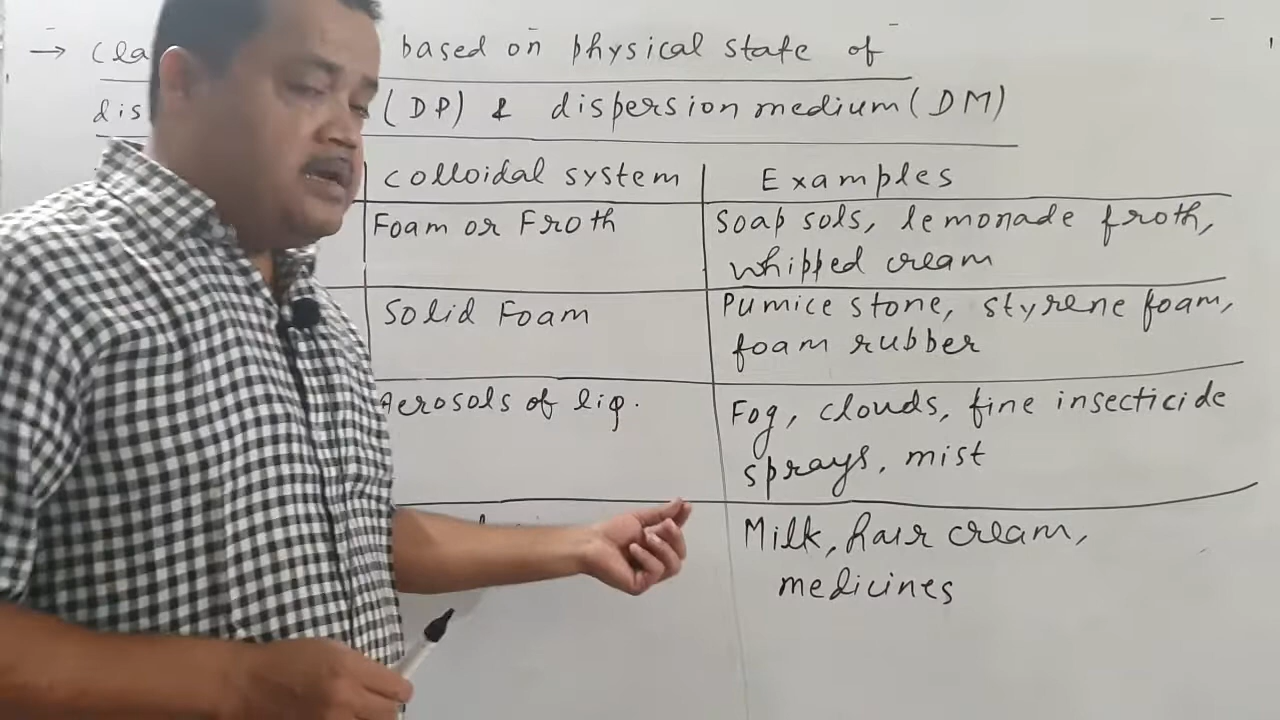 → cla based on physical state of
dis (DP) & dispersion medium (DM)
colloidal system Examples
Foam or Froth Soap sols, lemonade froth,
whipped cream
Solid Foam Pumice stone, styrene foam,
foam rubber
Aerosols of liq. Fog, clouds, fine insecticide
sprays, mist
Milk, hair cream,
medicines